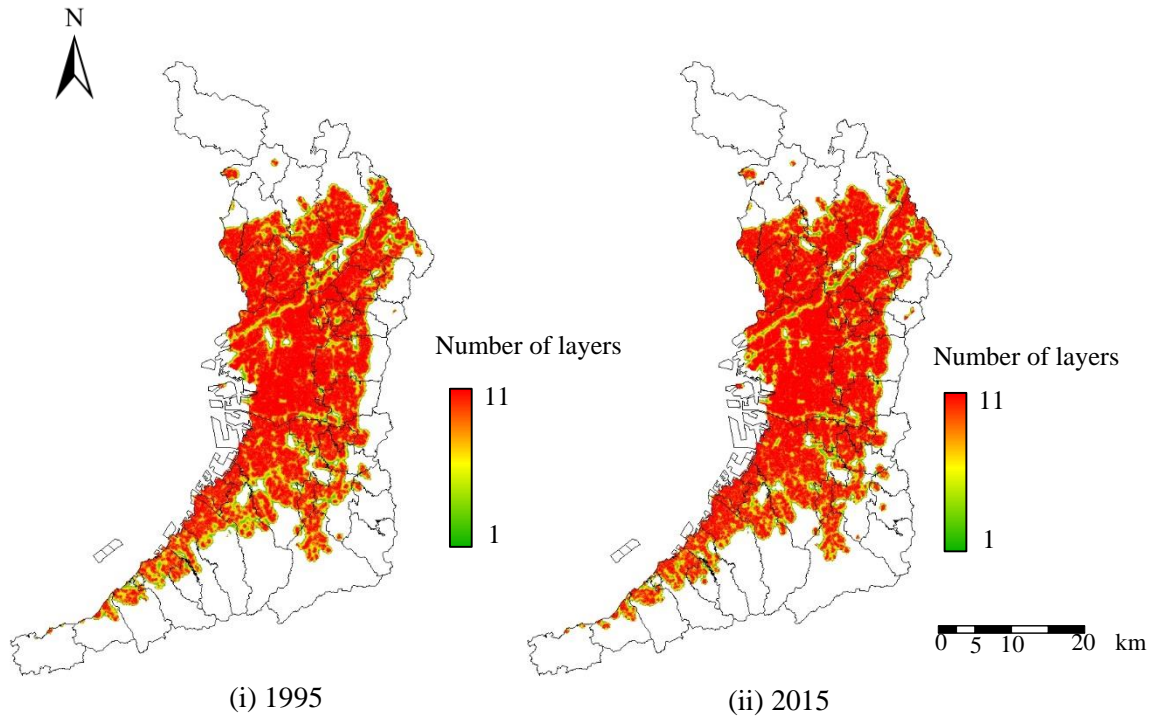 N
Number of layers
11
1
Number of layers
11
1
0 5 10 20 km
(i) 1995
(ii) 2015